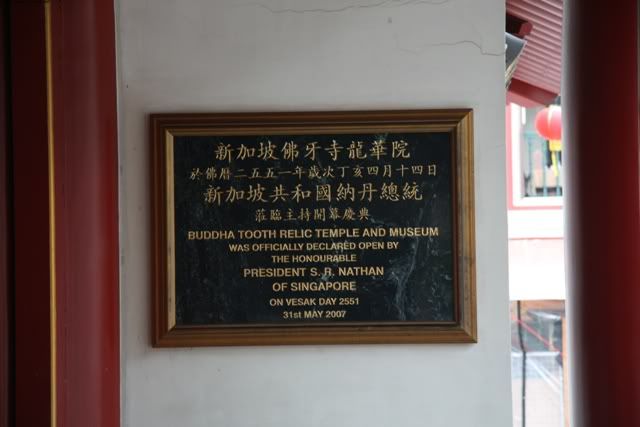 新加坡佛牙寺龍華院
於佛曆二五五一年歲次丁亥四月十四日
新加坡共和國納丹總統
蒞臨主持開幕慶典
BUDDHA TOOTH RELIC TEMPLE AND MUSEUM
WAS OFFICIALLY DECLARED OPEN BY
THE HONOURABLE
PRESIDENT S. R. NATHAN
OF SINGAPORE
ON VESAK DAY 2551
31st MAY 2007